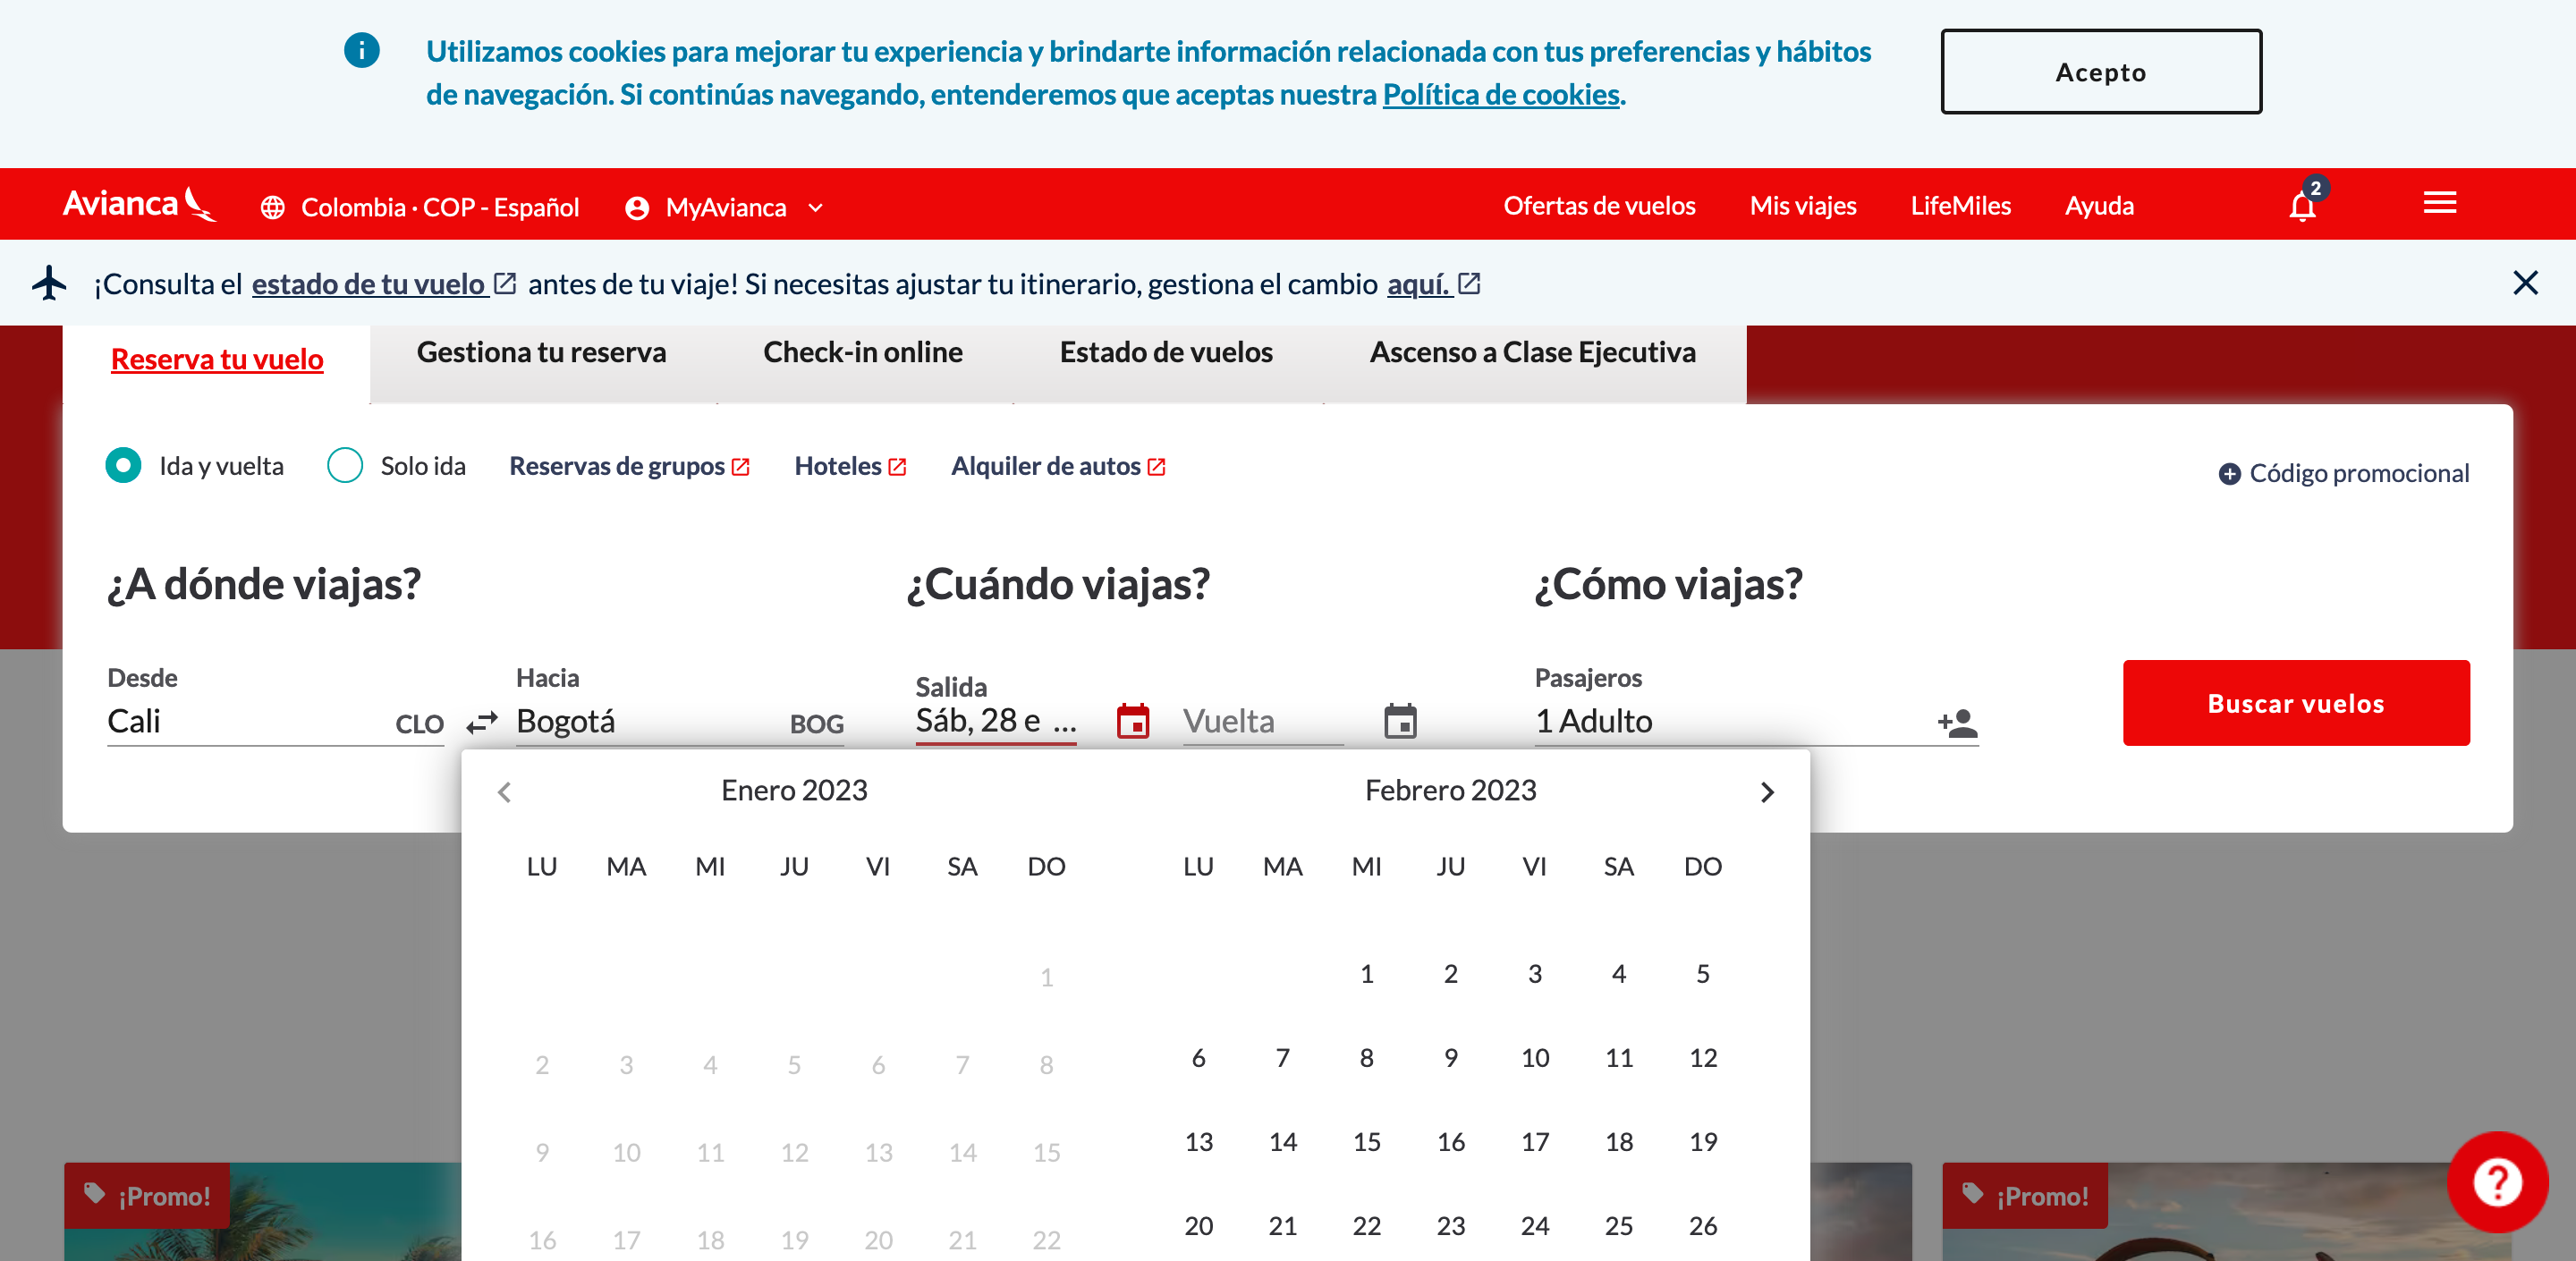 Utilizamos cookies para mejorar tu experiencia y brindarte información relacionada con tus preferencias y hábitos
de navegación. Si continúas navegando, entenderemos que aceptas nuestra Política de cookies.
Acepto
Avianca
Colombia · COP - Español
MyAvianca
Ofertas de vuelos
Mis viajes
LifeMiles
Ayuda
2
¡Consulta el estado de tu vuelo antes de tu viaje! Si necesitas ajustar tu itinerario, gestiona el cambio aquí.
Reserva tu vuelo
Gestiona tu reserva
Check-in online
Estado de vuelos
Ascenso a Clase Ejecutiva
Ida y vuelta
Solo ida
Reservas de grupos
Hoteles
Alquiler de autos
Código promocional
¿A dónde viajas?
¿Cuándo viajas?
¿Cómo viajas?
Desde
Cali
CLO
Hacia
Bogotá
BOG
Salida
Sáb, 28 e ...
Vuelta
Pasajeros
1 Adulto
Buscar vuelos
Enero 2023
LU MA MI JU VI SA DO
1
2 3 4 5 6 7 8
9 10 11 12 13 14 15
16 17 18 19 20 21 22
Febrero 2023
LU MA MI JU VI SA DO
1 2 3 4 5
6 7 8 9 10 11 12
13 14 15 16 17 18 19
20 21 22 23 24 25 26
¡Promo!
¡Promo!
?